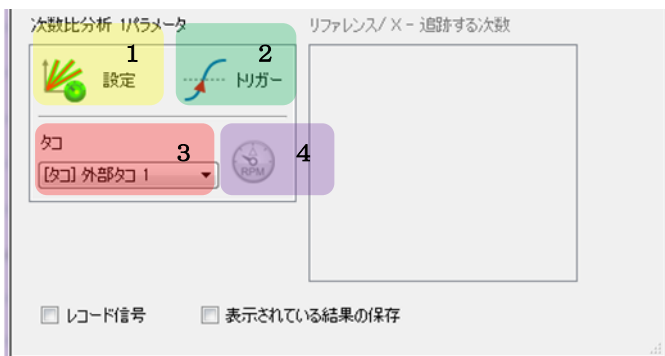 次数比分析 1パラメータ
リファレンス/ X - 追跡する次数
1
2
設定
トリガー
タコ
3
4
[タコ] 外部タコ 1
RPM
レコード信号
表示されている結果の保存